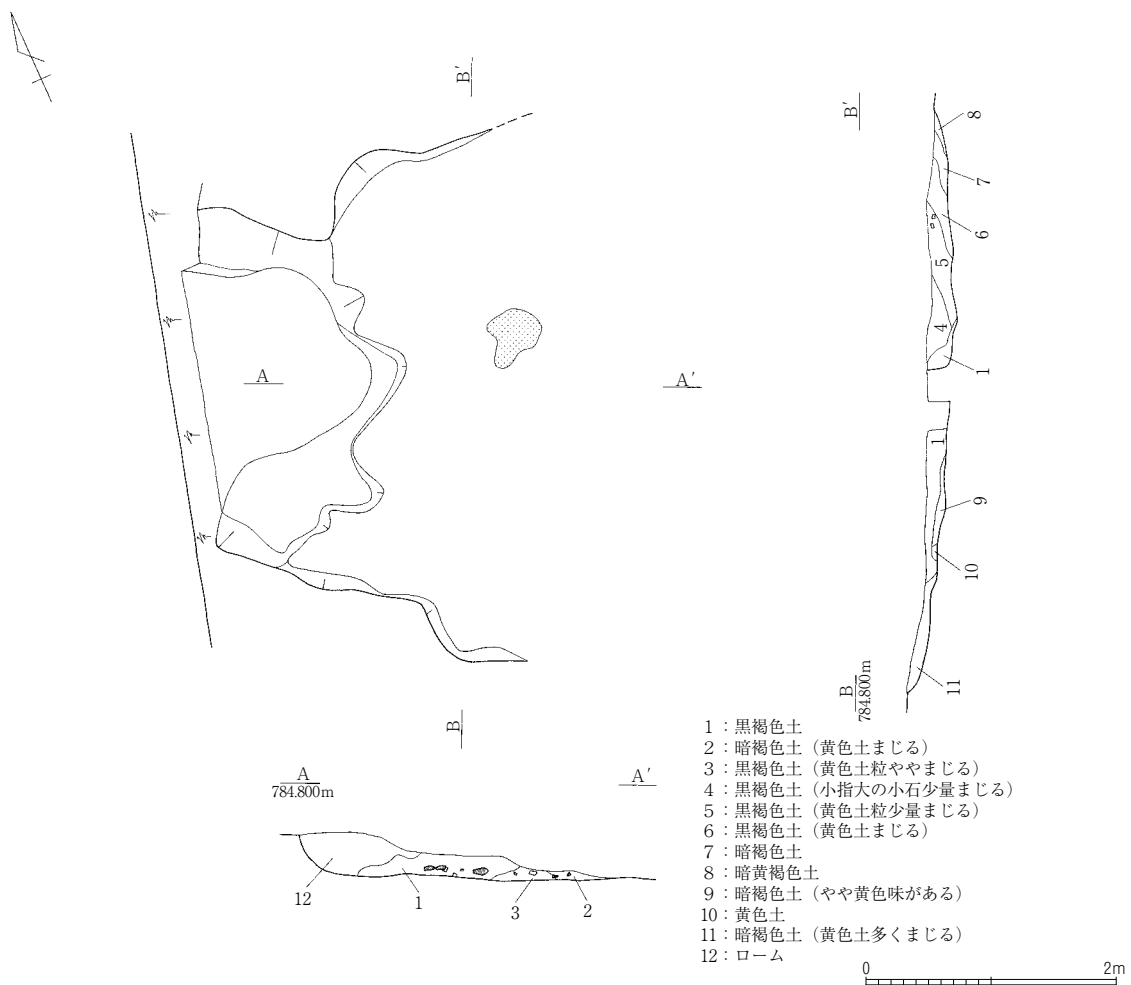 B′
A
A′
B
B′
8
7
6
5
4
1
1
9
10
11
B
784.800m
A
784.800m
A′
12
1
3
2
1：黒褐色土
2：暗褐色土（黄色土まじる）
3：黒褐色土（黄色土粒ややまじる）
4：黒褐色土（小指大の小石少量まじる）
5：黒褐色土（黄色土粒少量まじる）
6：黒褐色土（黄色土まじる）
7：暗褐色土
8：暗黄褐色土
9：暗褐色土（やや黄色味がある）
10：黄色土
11：暗褐色土（黄色土多くまじる）
12：ローム
0 2m